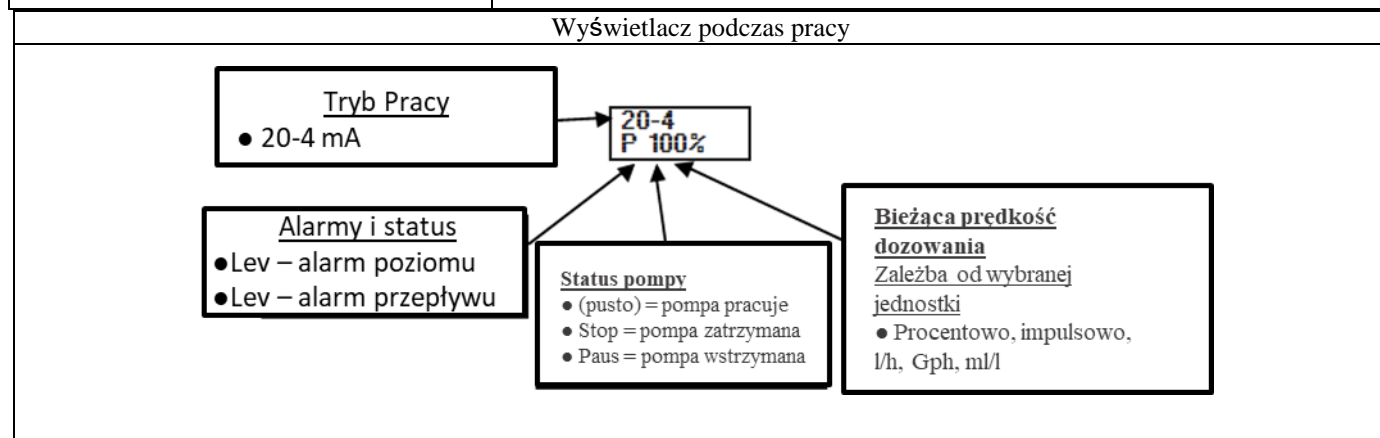 Wyświetlacz podczas pracy
Tryb Pracy
● 20-4 mA
20-4
P 100%
Alarmy i status
●Lev – alarm poziomu
●Lev – alarm przepływu
Status pompy
● (pusto) = pompa pracuje
● Stop = pompa zatrzymana
● Paus = pompa wstrzymana
Bieżąca prędkość
dozowania
Zależba od wybranej
jednostki
● Procentowo, impulsowo,
l/h, Gph, ml/l